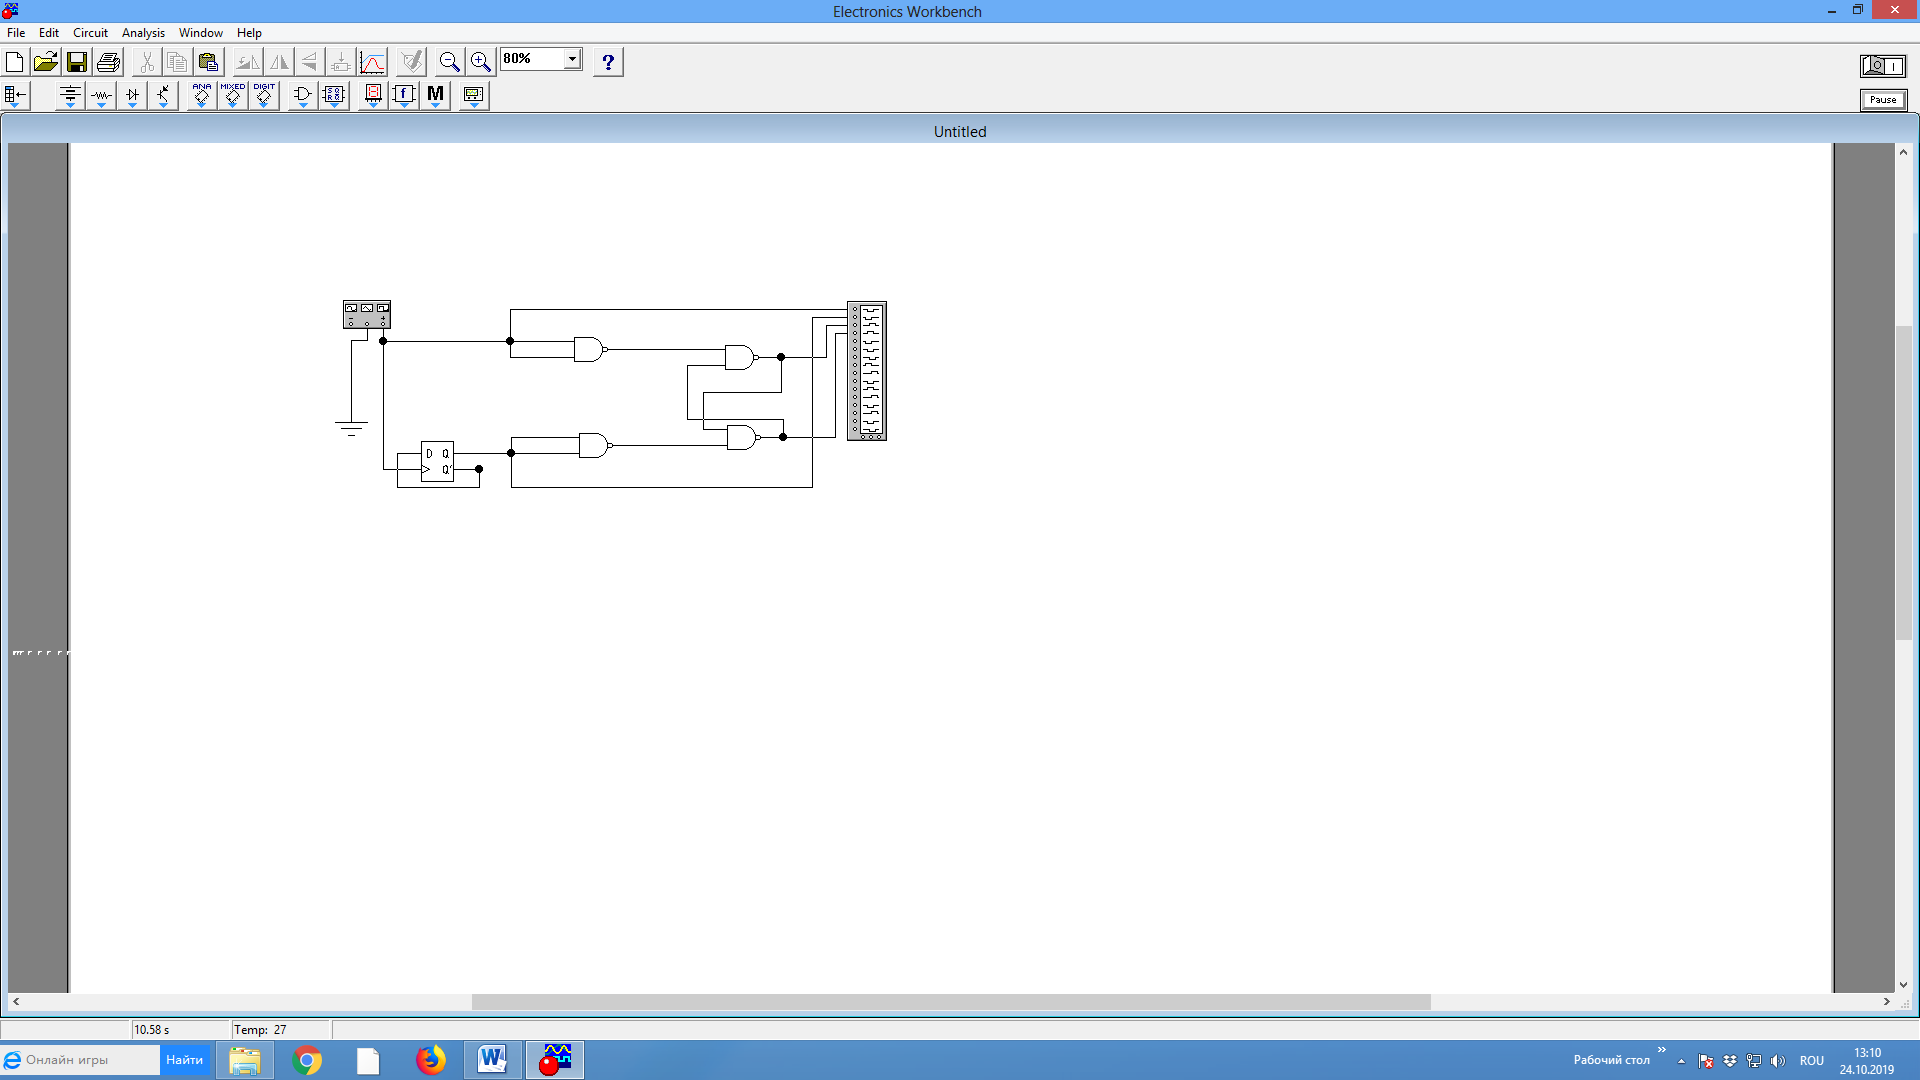 Electronics Workbench
File Edit Circuit Analysis Window Help
80%
?
ANA MIXED DIGIT
f M
Pause
Untitled
D Q
Q'
10.58 s Temp: 27
Онлайн игры Найти
Рабочий стол » ROU 13:10
24.10.2019